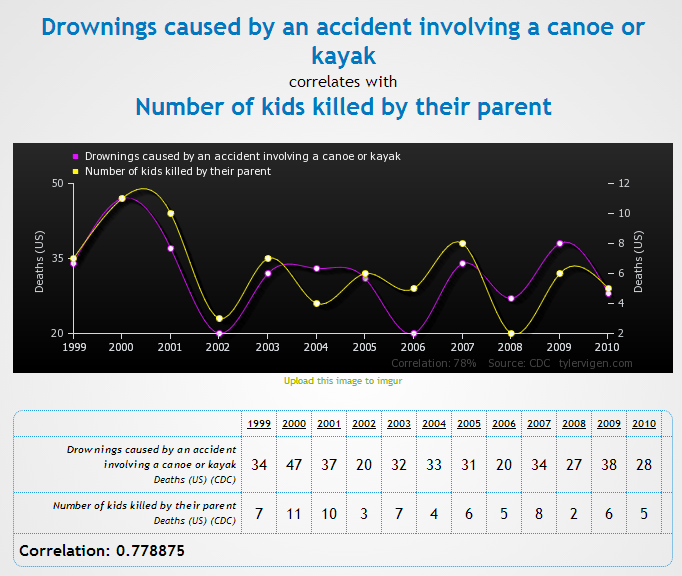 Drownings caused by an accident involving a canoe or
kayak
correlates with
Number of kids killed by their parent
Drownings caused by an accident involving a canoe or kayak
Number of kids killed by their parent
50 12
10
8
35
6
4
20 2
Deaths (US) Deaths (US)
1999 2000 2001 2002 2003 2004 2005 2006 2007 2008 2009 2010
Correlation: 78% Source: CDC tylervigen.com
Upload this image to imgur
1999 2000 2001 2002 2003 2004 2005 2006 2007 2008 2009 2010
Drownings caused by an accident
involving a canoe or kayak
Deaths (US) (CDC)
34 47 37 20 32 33 31 20 34 27 38 28
Number of kids killed by their parent
Deaths (US) (CDC)
7 11 10 3 7 4 6 5 8 2 6 5
Correlation: 0.778875